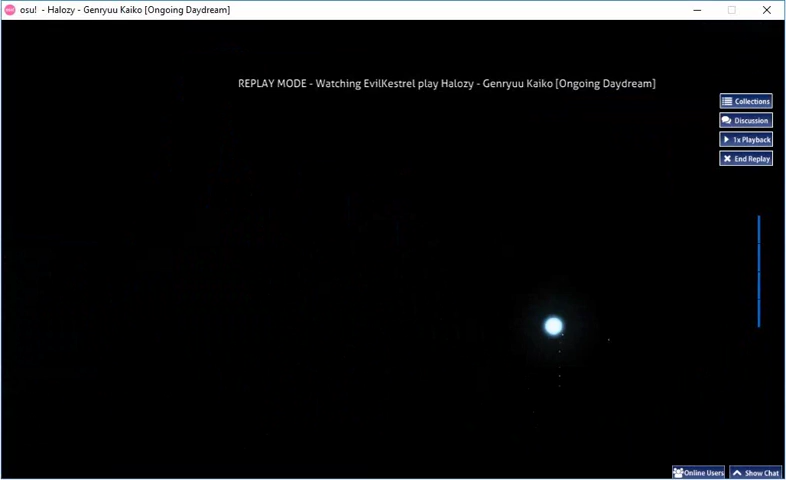 osu! - Halozy - Genryuu Kaiko [Ongoing Daydream]
REPLAY MODE - Watching EvilKestrel play Halozy - Genryuu Kaiko [Ongoing Daydream]
Collections
Discussion
1x Playback
End Replay
Online Users
Show Chat